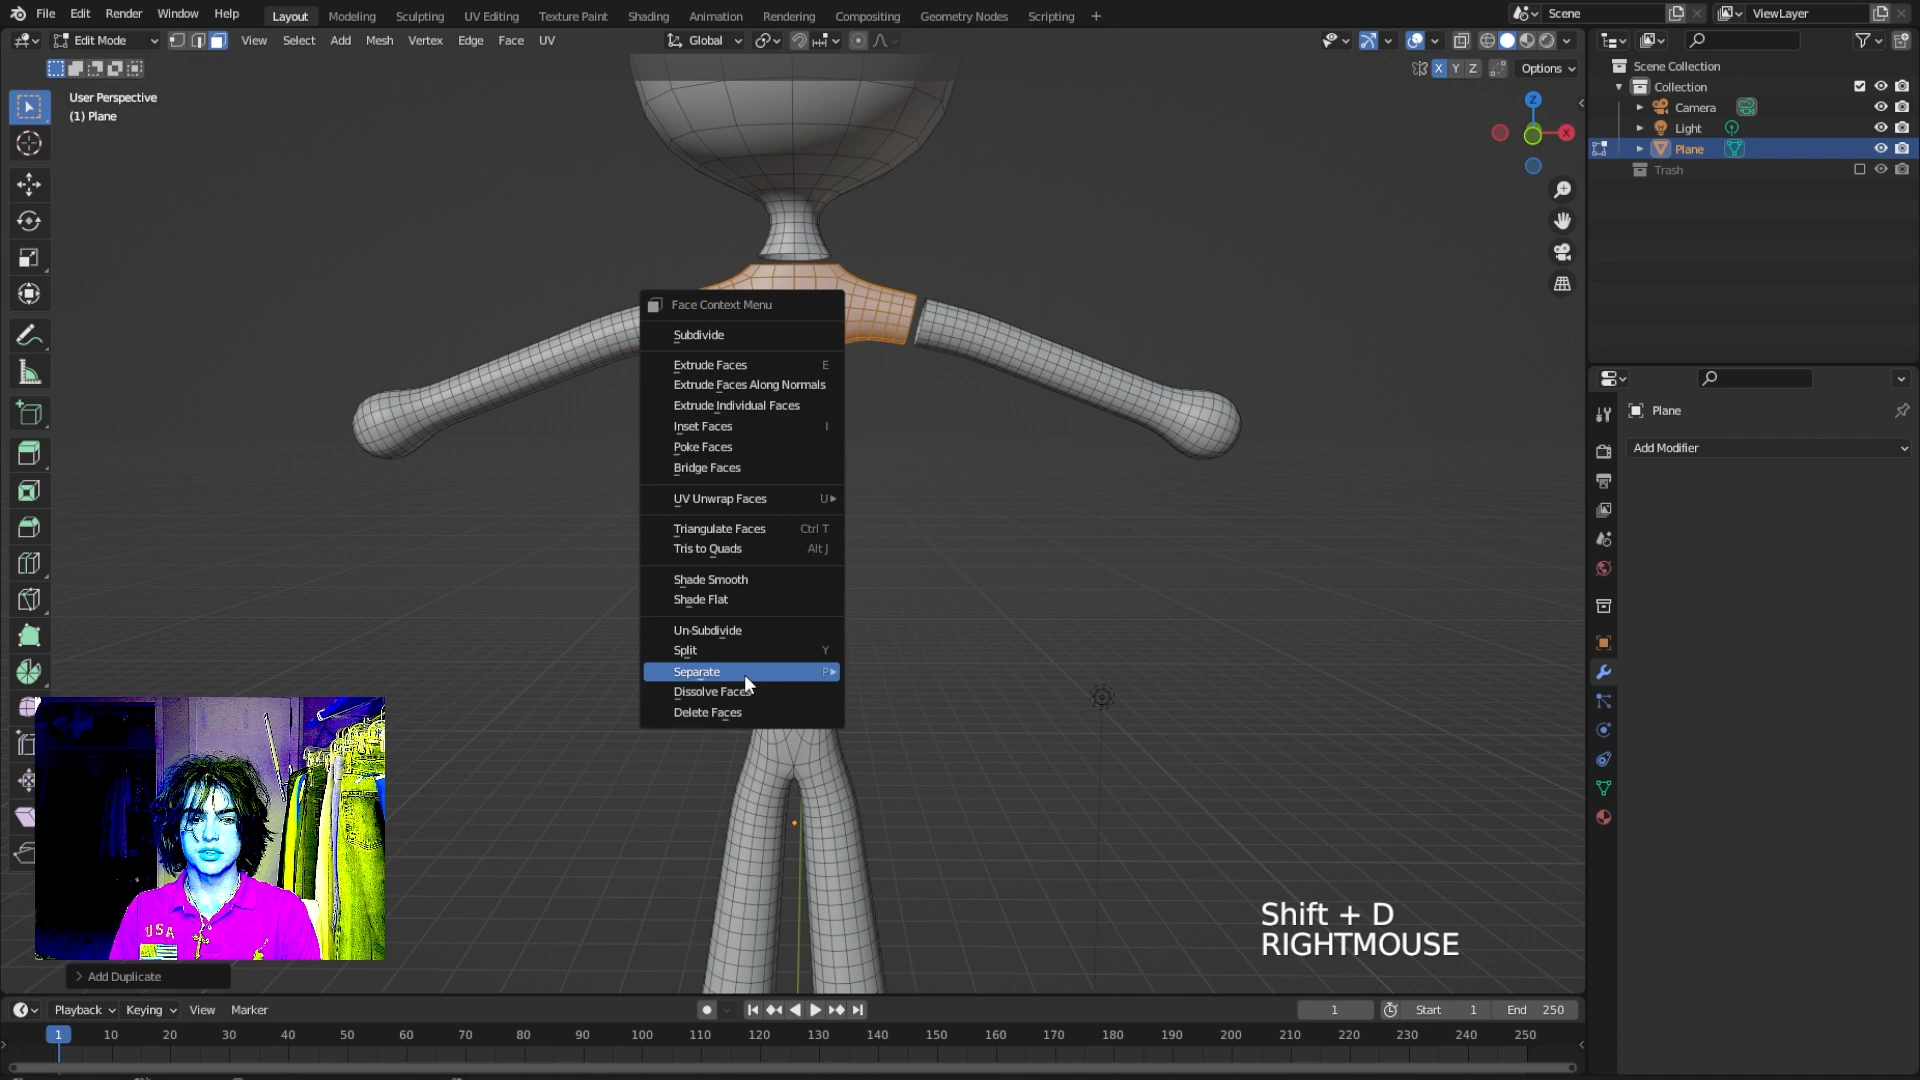 File Edit Render Window Help Layout Modeling Sculpting UV Editing Texture Paint Shading Animation Rendering Compositing Geometry Nodes Scripting + Scene ViewLayer
Edit Mode View Select Add Mesh Vertex Edge Face UV Global
X Y Z Options
User Perspective
(1) Plane
Z
X
Scene Collection
Collection
Camera
Light
Plane
Trash
Face Context Menu
Subdivide
Extrude Faces E
Extrude Faces Along Normals
Extrude Individual Faces
Inset Faces I
Poke Faces
Bridge Faces
UV Unwrap Faces U
Triangulate Faces Ctrl T
Tris to Quads Alt J
Shade Smooth
Shade Flat
Un-Subdivide
Split Y
Separate P
Dissolve Faces
Delete Faces
Plane
Add Modifier
USA
Shift + D
RIGHTMOUSE
Add Duplicate
Playback Keying View Marker 1 Start 1 End 250
1 10 20 30 40 50 60 70 80 90 100 110 120 130 140 150 160 170 180 190 200 210 220 230 240 250